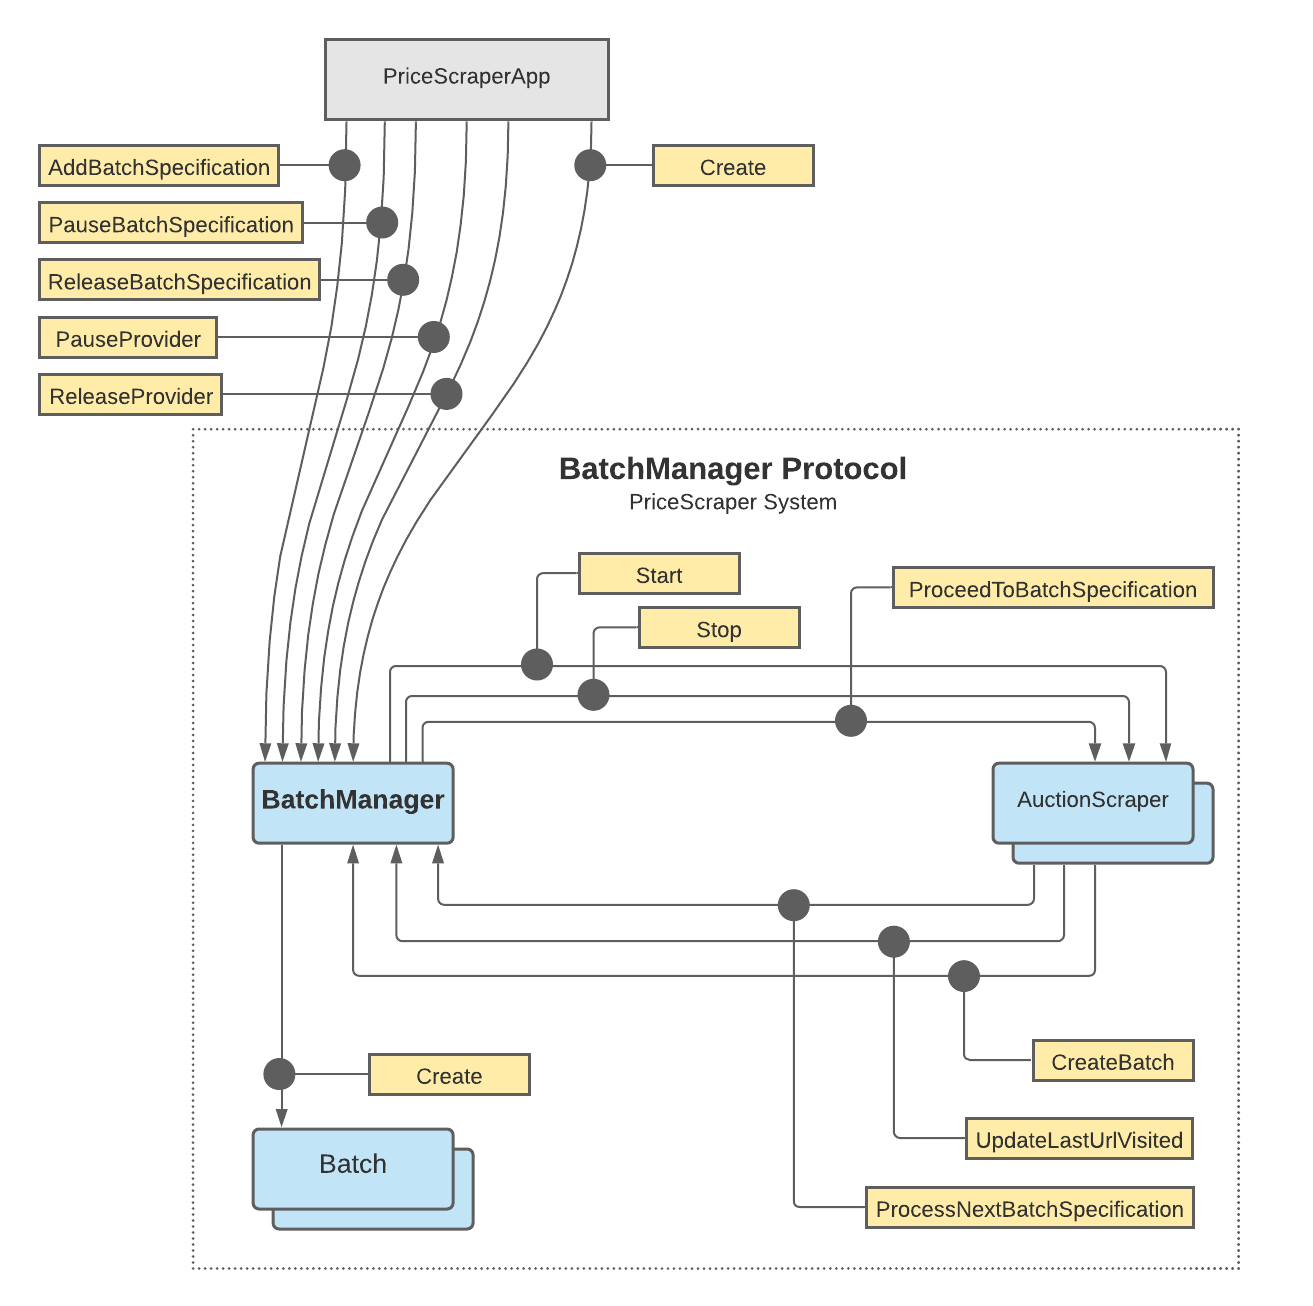 PriceScraperApp
AddBatchSpecification
Create
PauseBatchSpecification
ReleaseBatchSpecification
PauseProvider
ReleaseProvider
BatchManager Protocol
PriceScraper System
Start
ProceedToBatchSpecification
Stop
BatchManager
AuctionScraper
CreateBatch
Create
UpdateLastUrlVisited
Batch
ProcessNextBatchSpecification